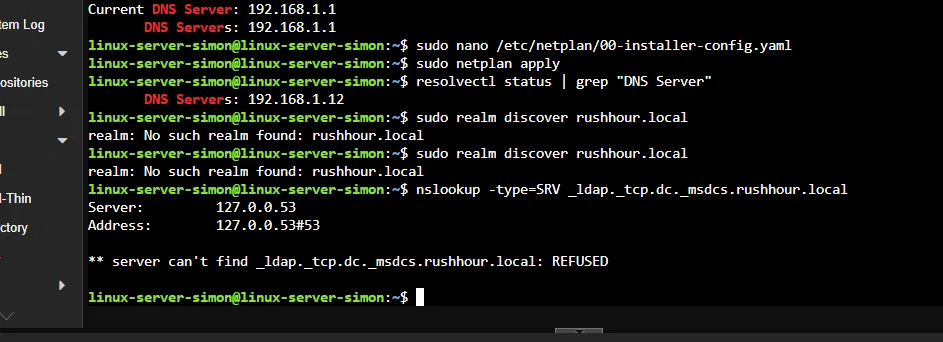 Current DNS Server: 192.168.1.1
DNS Servers: 192.168.1.1
linux-server-simon@linux-server-simon:~$ sudo nano /etc/netplan/00-installer-config.yaml
linux-server-simon@linux-server-simon:~$ sudo netplan apply
linux-server-simon@linux-server-simon:~$ resolvectl status | grep "DNS Server"
DNS Servers: 192.168.1.12
linux-server-simon@linux-server-simon:~$ sudo realm discover rushhour.local
realm: No such realm found: rushhour.local
linux-server-simon@linux-server-simon:~$ sudo realm discover rushhour.local
realm: No such realm found: rushhour.local
linux-server-simon@linux-server-simon:~$ nslookup -type=SRV _ldap._tcp.dc._msdcs.rushhour.local
Server: 127.0.0.53
Address: 127.0.0.53#53
** server can't find _ldap._tcp.dc._msdcs.rushhour.local: REFUSED
linux-server-simon@linux-server-simon:~$
tem Log
es
ositories
ll
l-Thin
ctory